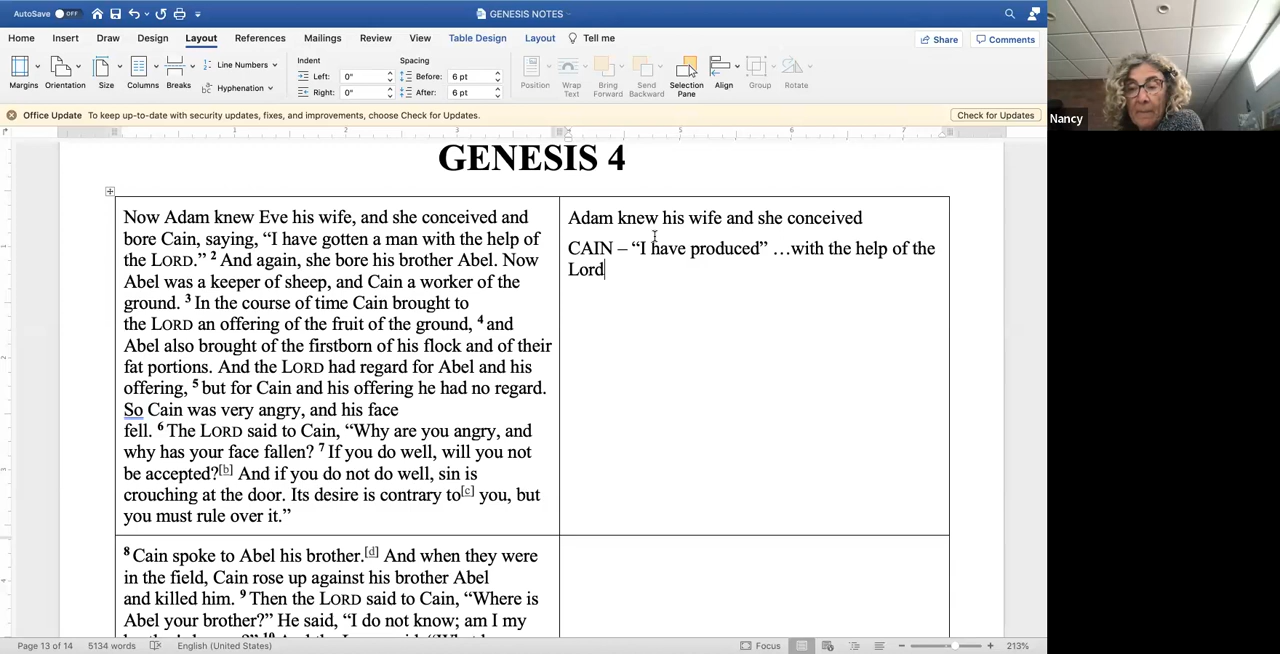 AutoSave OFF
GENESIS NOTES
Home Insert Draw Design Layout References Mailings Review View Table Design Layout Tell me
Share Comments
Margins Orientation Size Columns Breaks
Line Numbers
Hyphenation
Indent
Left: 0"
Right: 0"
Spacing
Before: 6 pt
After: 6 pt
Position Wrap Text Bring Forward Send Backward Selection Pane Align Group Rotate
Office Update To keep up-to-date with security updates, fixes, and improvements, choose Check for Updates.
Check for Updates
Nancy
1 2 3 5 6 7
GENESIS 4
Now Adam knew Eve his wife, and she conceived and
bore Cain, saying, “I have gotten a man with the help of
the LORD.” 2 And again, she bore his brother Abel. Now
Abel was a keeper of sheep, and Cain a worker of the
ground. 3 In the course of time Cain brought to
the LORD an offering of the fruit of the ground, 4 and
Abel also brought of the firstborn of his flock and of their
fat portions. And the LORD had regard for Abel and his
offering, 5 but for Cain and his offering he had no regard.
So Cain was very angry, and his face
fell. 6 The LORD said to Cain, “Why are you angry, and
why has your face fallen? 7 If you do well, will you not
be accepted?[b] And if you do not do well, sin is
crouching at the door. Its desire is contrary to[c] you, but
you must rule over it.”
Adam knew his wife and she conceived
CAIN – “I have produced” …with the help of the
Lord
8 Cain spoke to Abel his brother.[d] And when they were
in the field, Cain rose up against his brother Abel
and killed him. 9 Then the LORD said to Cain, “Where is
Abel your brother?” He said, “I do not know; am I my
Page 13 of 14 5134 words English (United States)
Focus
213%